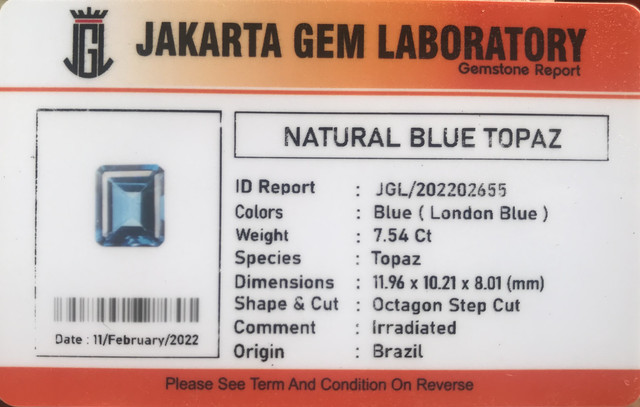 JGL
JAKARTA GEM LABORATORY
Gemstone Report
NATURAL BLUE TOPAZ
ID Report : JGL/202202655
Colors : Blue ( London Blue )
Weight : 7.54 Ct
Species : Topaz
Dimensions : 11.96 x 10.21 x 8.01 (mm)
Shape & Cut : Octagon Step Cut
Comment : Irradiated
Origin : Brazil
Date : 11/February/2022
Please See Term And Condition On Reverse